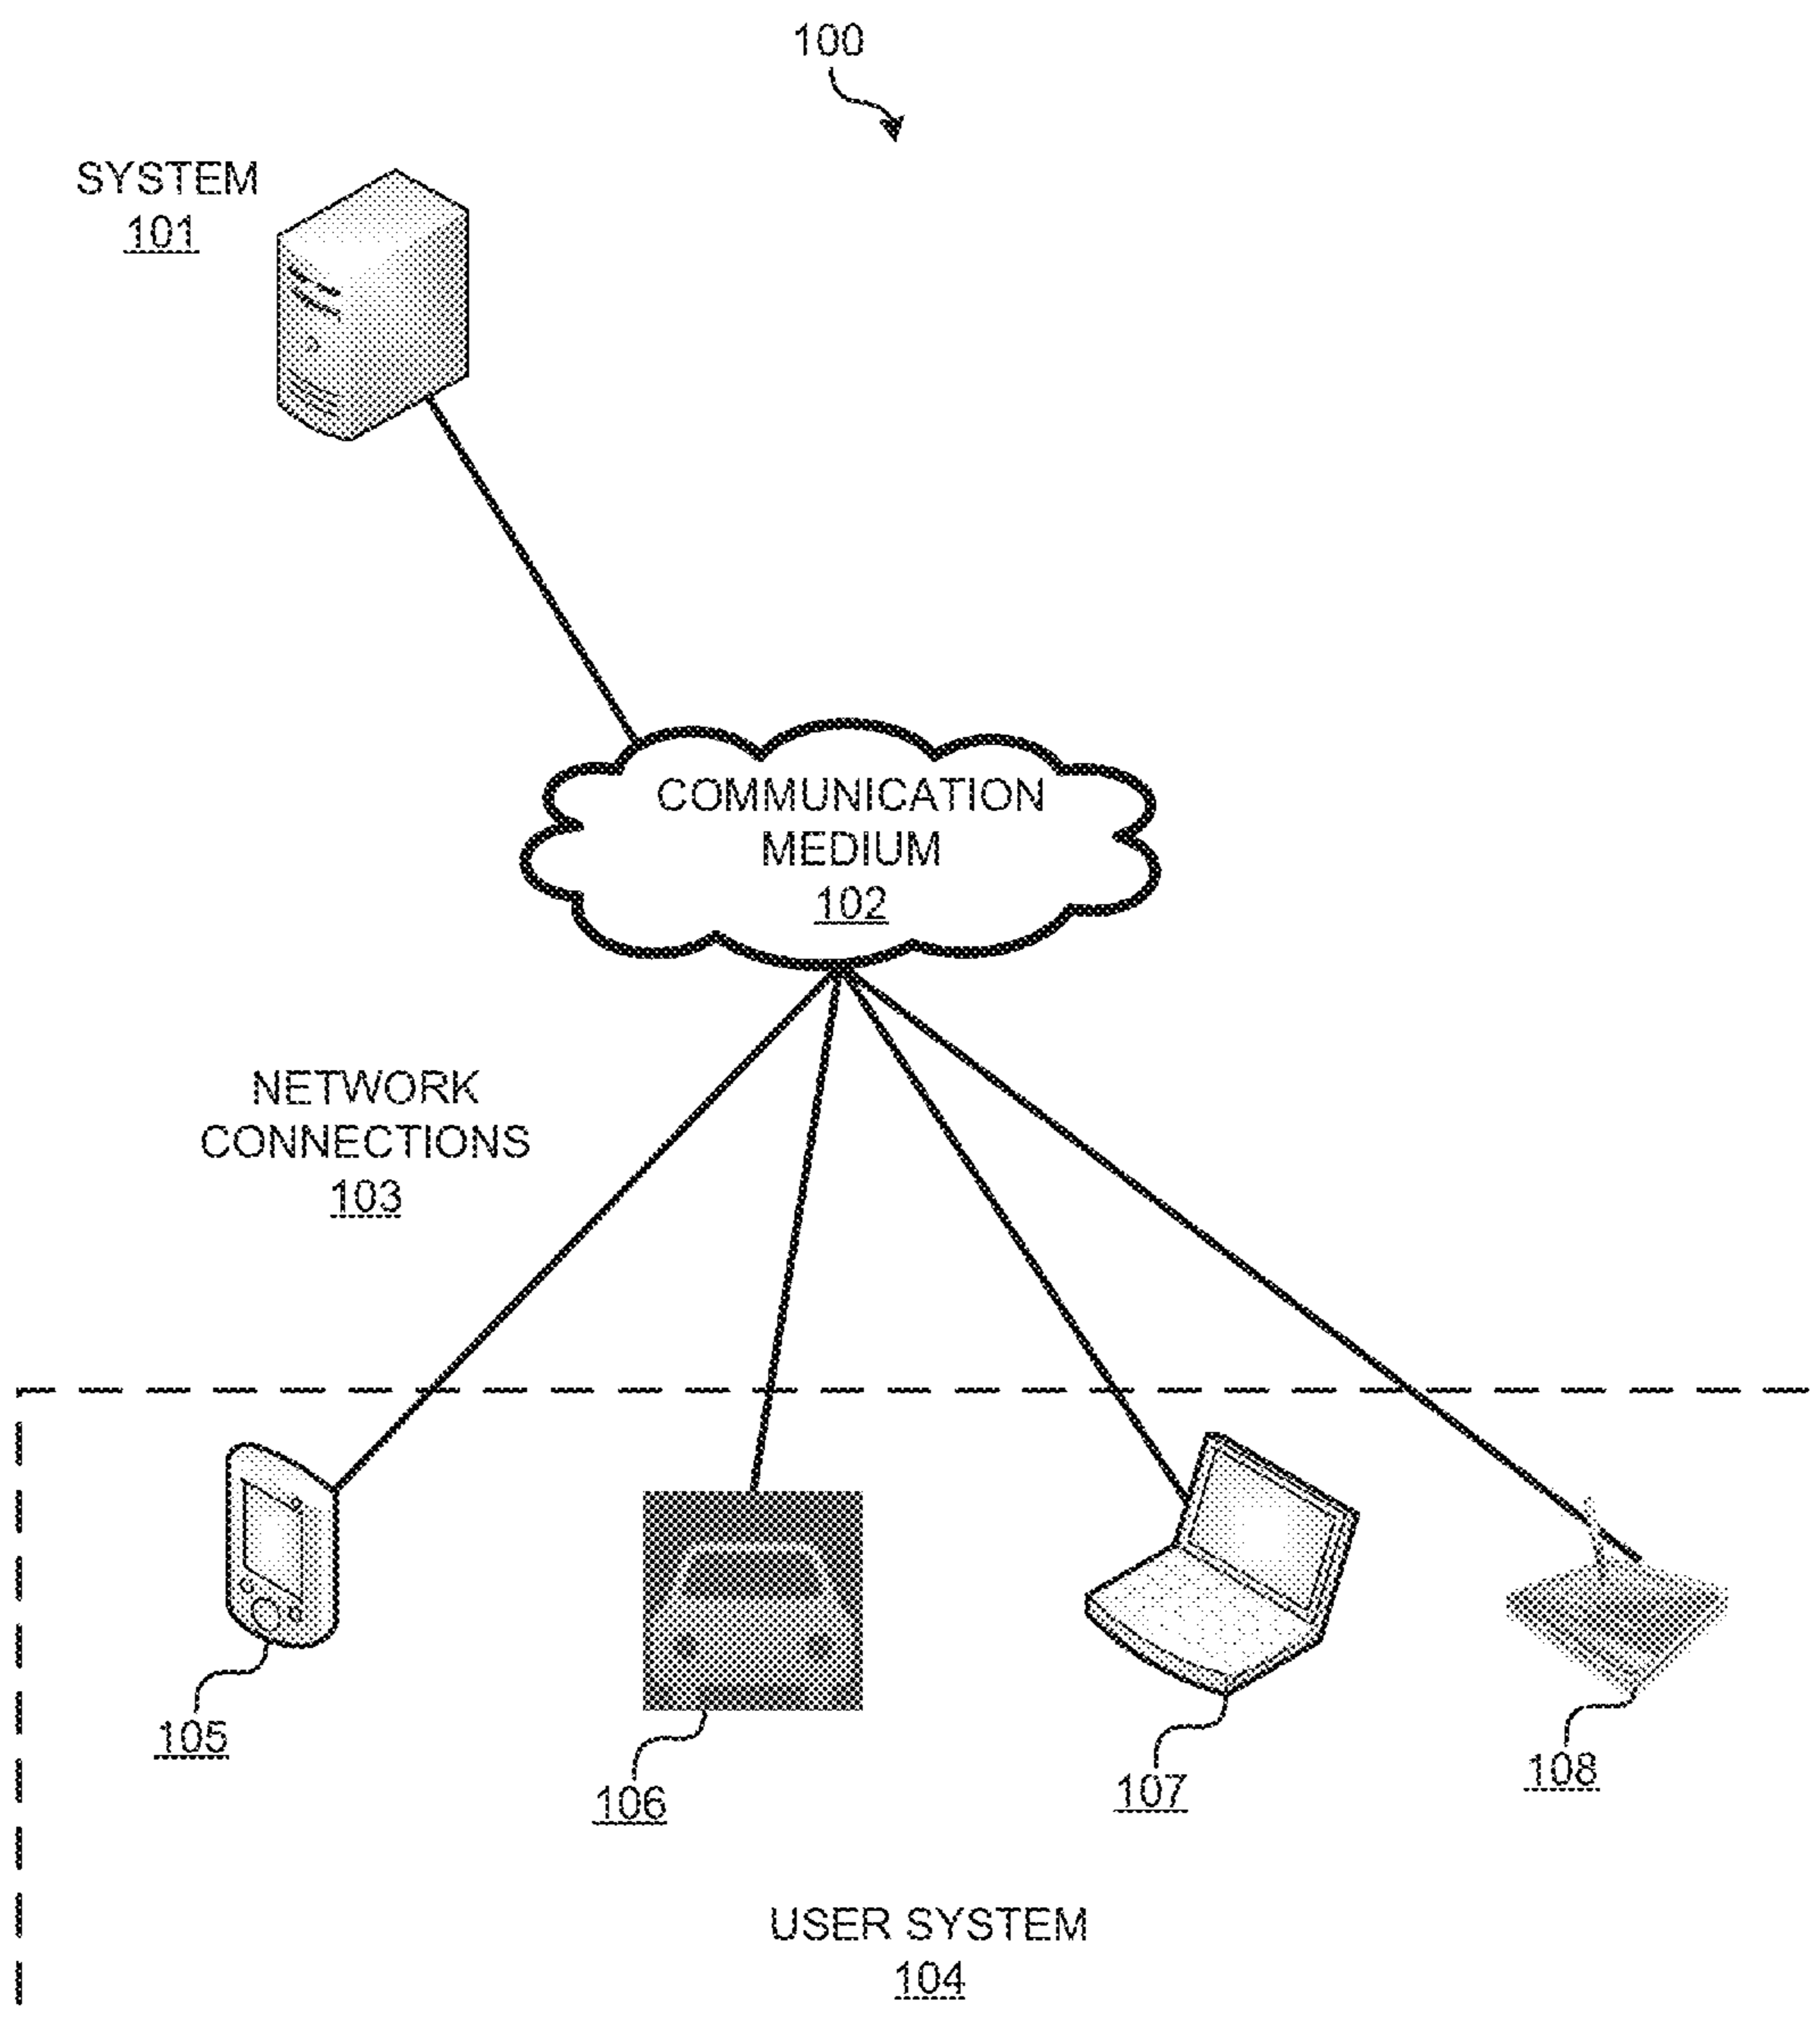 100
SYSTEM
101
COMMUNICATION
MEDIUM
102
NETWORK
CONNECTIONS
103
105
106
107
108
USER SYSTEM
104